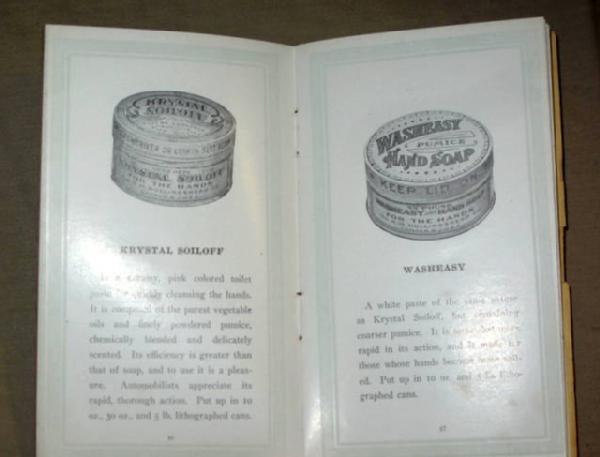 KRYSTAL
SOILOFF
KRYSTAL SOILOFF
FOR THE HANDS
KRYSTAL SOILOFF
Is a creamy, pink colored toilet
paste for quickly cleansing the hands.
It is composed of the purest vegetable
oils and finely powdered pumice,
chemically blended and delicately
scented. Its efficiency is greater than
that of soap, and to use it is a pleas-
ure. Automobilists appreciate its
rapid, thorough action. Put up in 10
oz., 30 oz., and 5 lb. lithographed cans.
WASHEASY
PUMICE
HAND SOAP
KEEP LID ON
WASHEASY HAND SOAP
FOR THE HANDS
WASHEASY
A white paste of the same nature
as Krystal Soiloff, but containing
coarser pumice. It is somewhat more
rapid in its action, and is made for
those whose hands become more soil-
ed. Put up in 10 oz. and 5 lb. litho-
graphed cans.